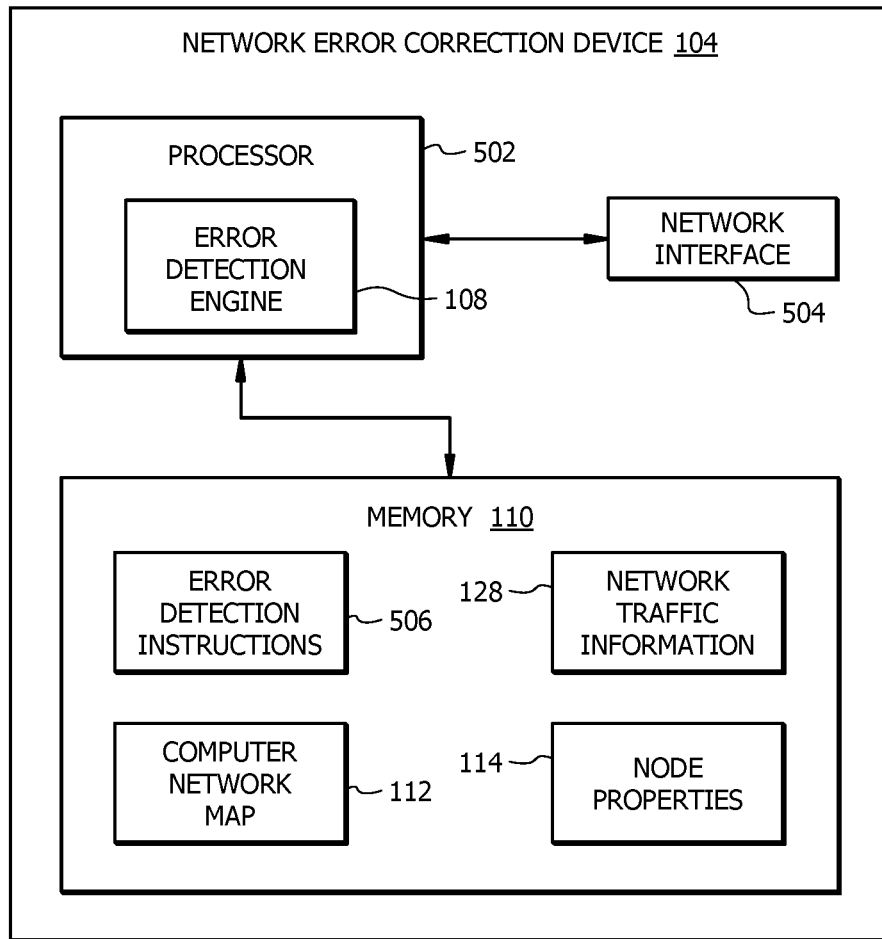 NETWORK ERROR CORRECTION DEVICE 104
PROCESSOR
502
ERROR
DETECTION
ENGINE
108
NETWORK
INTERFACE
504
MEMORY 110
ERROR
DETECTION
INSTRUCTIONS
506
128
NETWORK
TRAFFIC
INFORMATION
COMPUTER
NETWORK
MAP
112
114
NODE
PROPERTIES